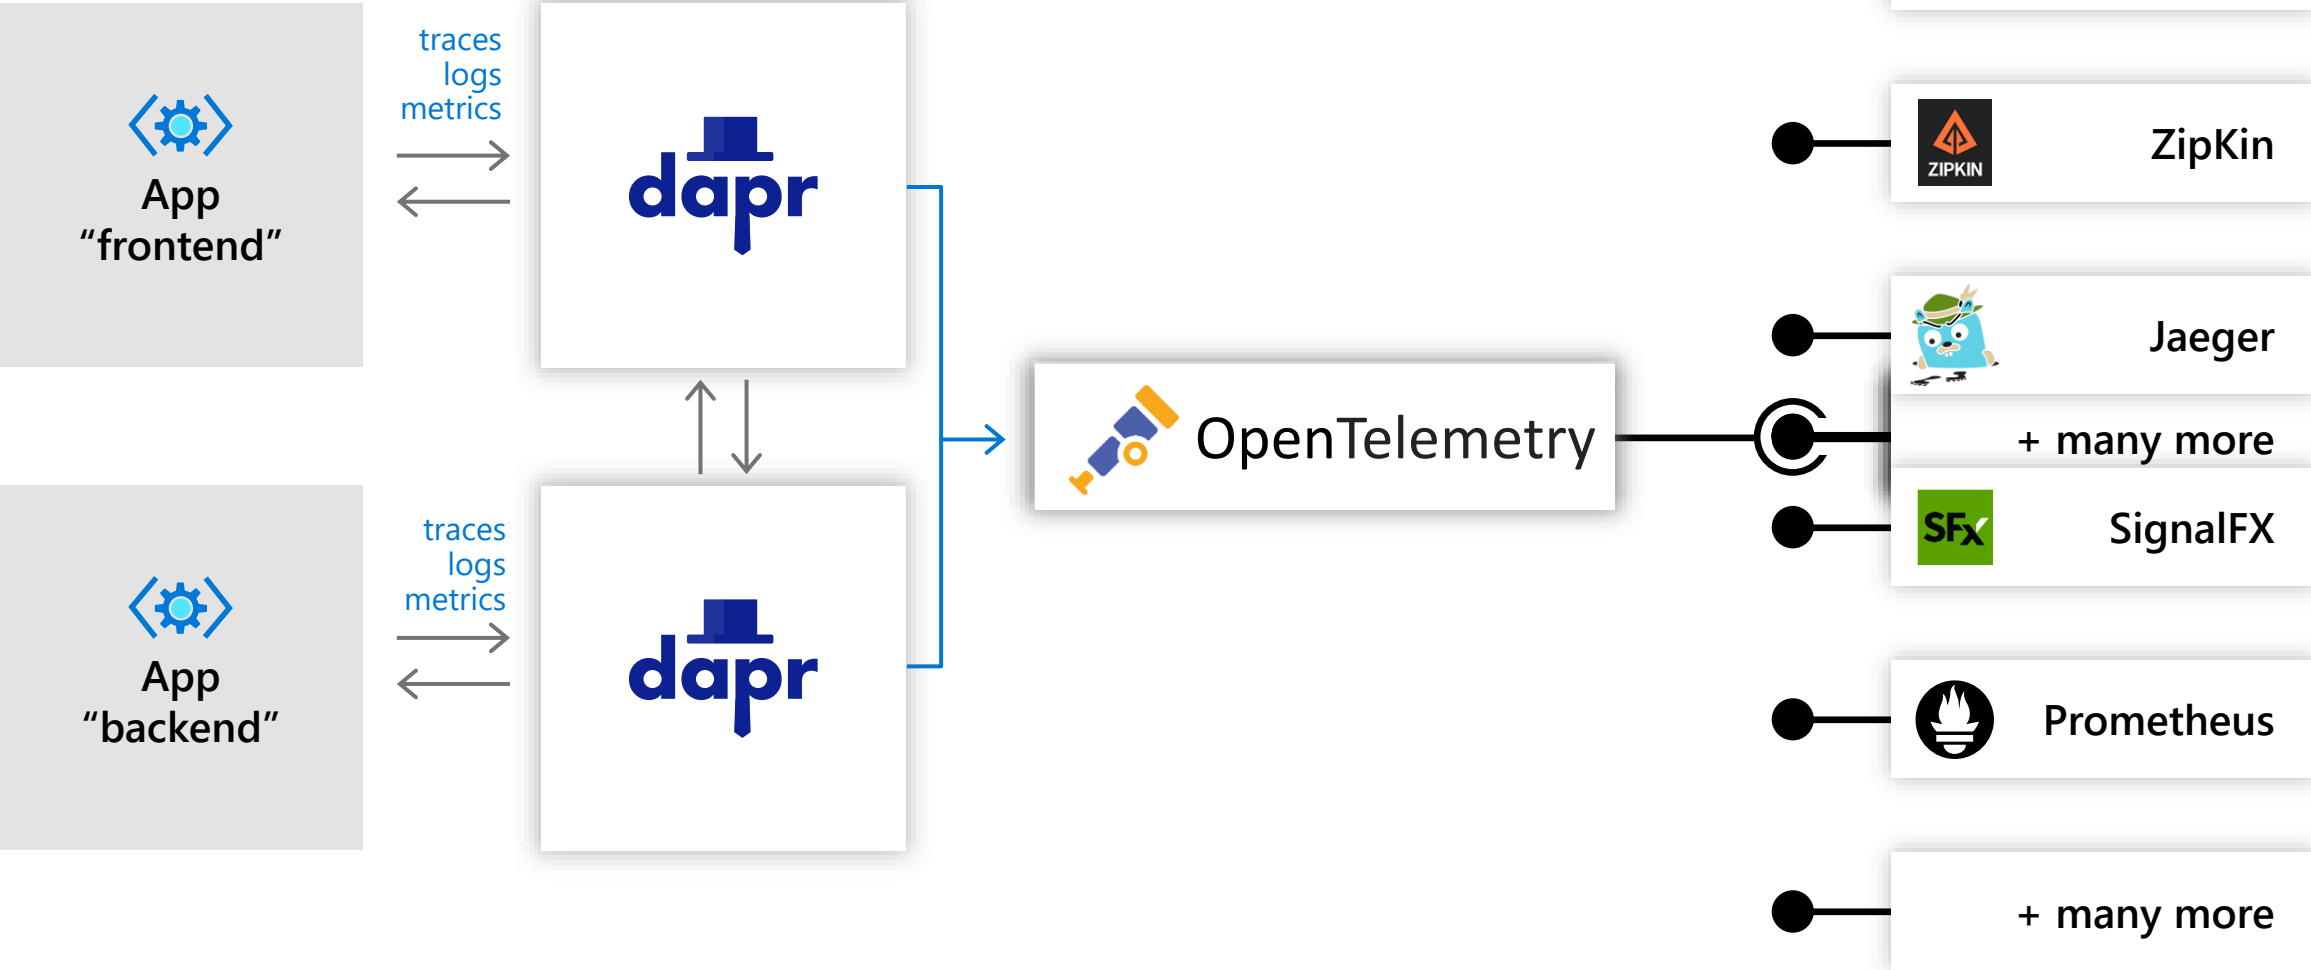 traces
logs
metrics
App
“frontend”
dapr
traces
logs
metrics
App
“backend”
dapr
OpenTelemetry
ZIPKIN
ZipKin
Jaeger
+ many more
SFx
SignalFX
Prometheus
+ many more